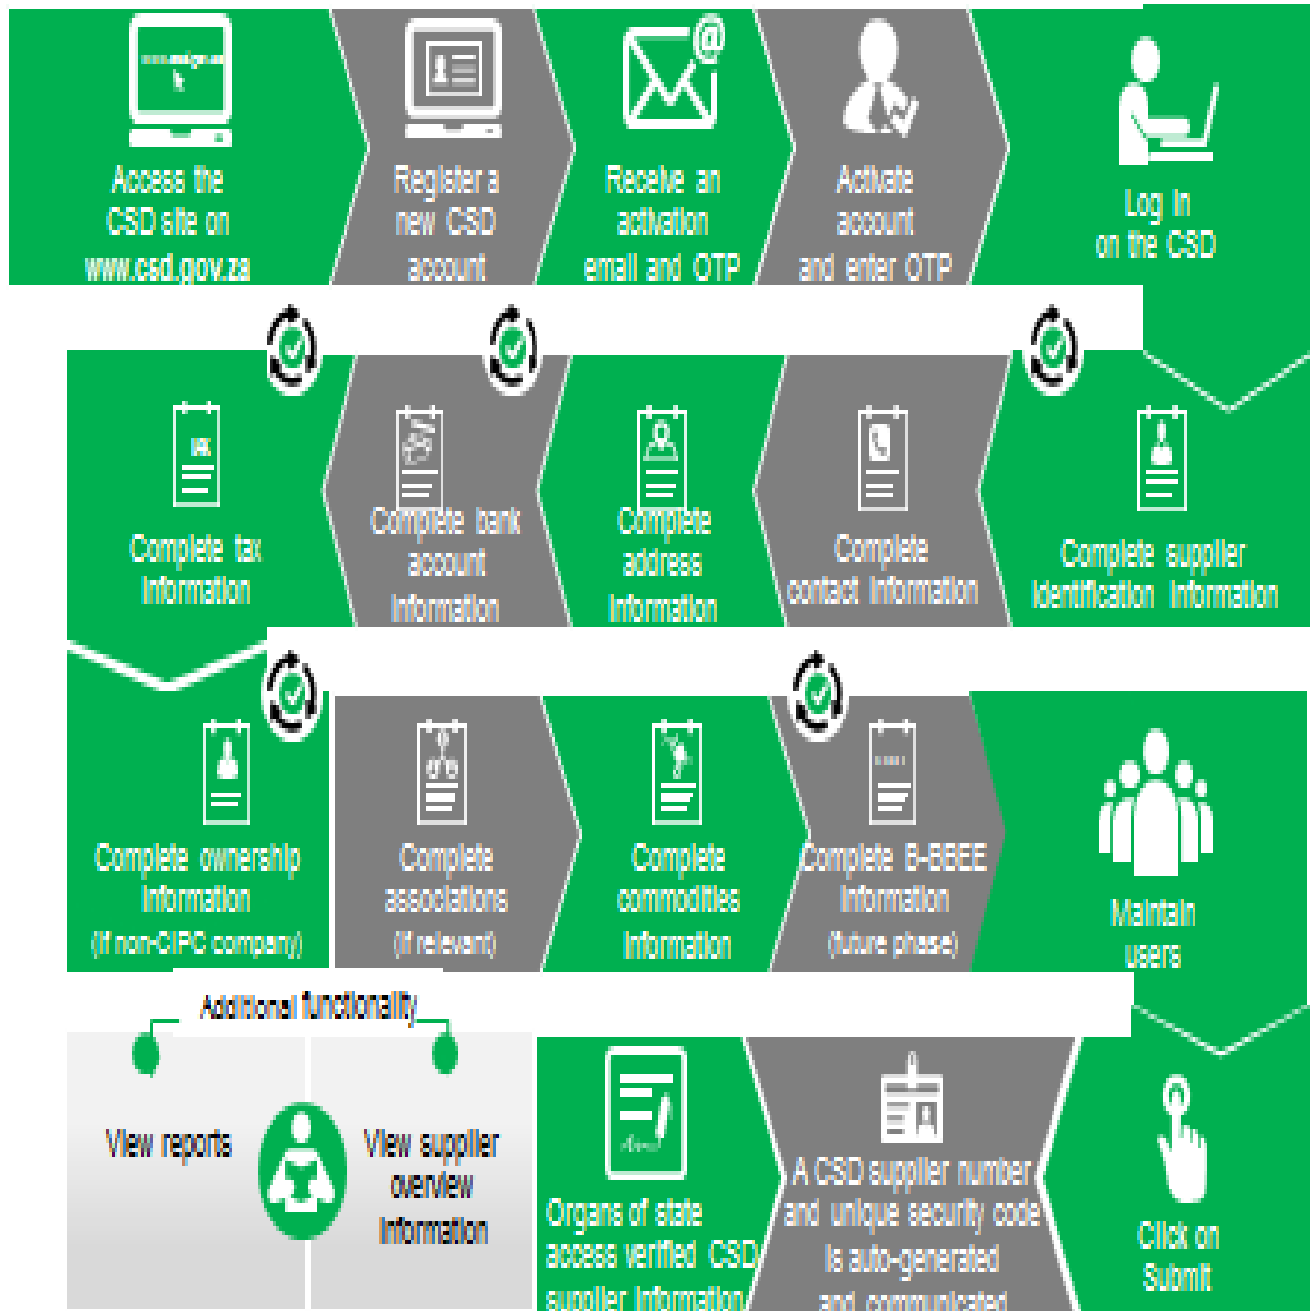 Access the
CSD site on
www.csd.gov.za
Register a
new CSD
account
Receive an
activation
email and OTP
Activate
account
and enter OTP
Log in
on the CSD
Complete tax
information
Complete bank
account
information
Complete
address
information
Complete
contact information
Complete supplier
identification information
Complete ownership
information
(if non-CIPC company)
Complete
associations
(if relevant)
Complete
commodities
information
Complete B-BBEE
information
(future phase)
Maintain
users
Additional functionality
View reports
View supplier
overview
information
Organs of state
access verified CSD
supplier information
A CSD supplier number
and unique security code
is auto-generated
and communicated
Click on
Submit